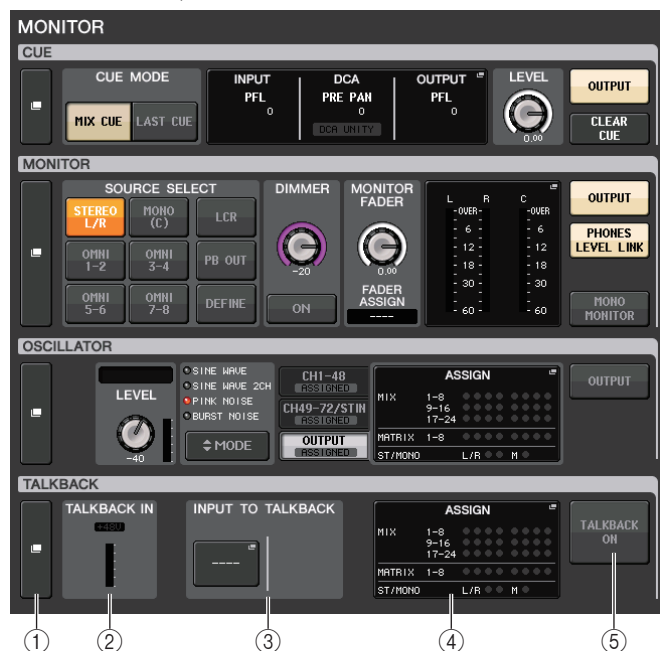 MONITOR
CUE
CUE MODE
MIX CUE
LAST CUE
INPUT
PFL
0
DCA
PRE PAN
0
DCA UNITY
OUTPUT
PFL
0
LEVEL
0.00
OUTPUT
CLEAR
CUE
MONITOR
SOURCE SELECT
STEREO
L/R
MONO
(C)
LCR
OMNI
1-2
OMNI
3-4
PB OUT
OMNI
5-6
OMNI
7-8
DEFINE
DIMMER
-20
ON
MONITOR
FADER
0.00
FADER
ASSIGN
----
L R C
-OVER- -OVER
- 6 - - 6
- 12 - - 12
- 18 - - 18
- 30 - - 30
- 60 - - 60
OUTPUT
PHONES
LEVEL LINK
MONO
MONITOR
OSCILLATOR
LEVEL
-40
SINE WAVE
SINE WAVE 2CH
PINK NOISE
BURST NOISE
MODE
CH1-48
ASSIGNED
CH49-72/STIN
ASSIGNED
OUTPUT
ASSIGNED
ASSIGN
MIX 1-8
9-16
17-24
MATRIX 1-8
ST/MONO L/R M
OUTPUT
TALKBACK
TALKBACK IN
+48V
INPUT TO TALKBACK
----
ASSIGN
MIX 1-8
9-16
17-24
MATRIX 1-8
ST/MONO L/R M
TALKBACK
ON
① ② ③ ④ ⑤